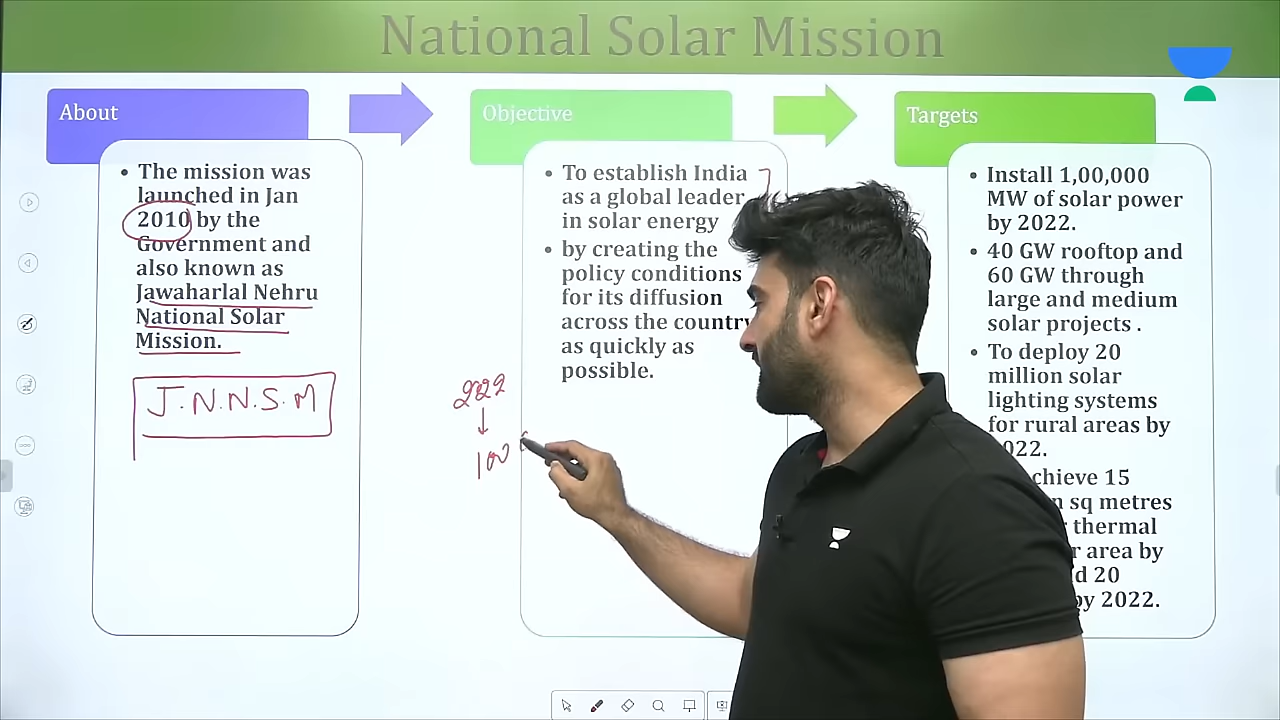 National Solar Mission
About
• The mission was
launched in Jan
2010 by the
Government and
also known as
Jawaharlal Nehru
National Solar
Mission.
J.N.N.S.M
Objective
• To establish India
as a global leader
in solar energy
• by creating the
policy conditions
for its diffusion
across the country
as quickly as
possible.
2022
100
Targets
• Install 1,00,000
MW of solar power
by 2022.
• 40 GW rooftop and
60 GW through
large and medium
solar projects .
• To deploy 20
million solar
lighting systems
for rural areas by
2022.
15
sq metres
thermal
area by
20
by 2022.